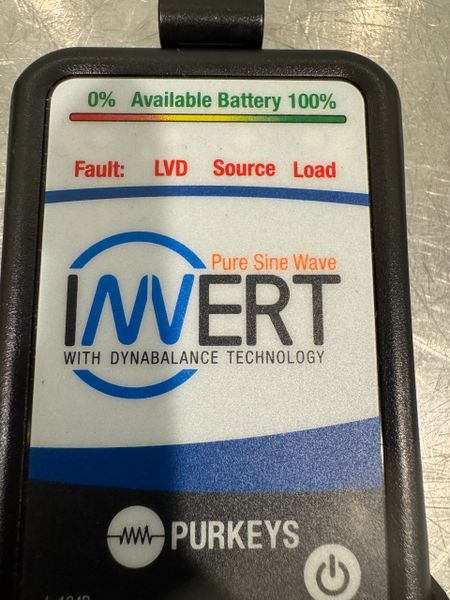 0% Available Battery 100%
Fault: LVD Source Load
Pure Sine Wave
INVERT
WITH DYNABALANCE TECHNOLOGY
PURKEYS